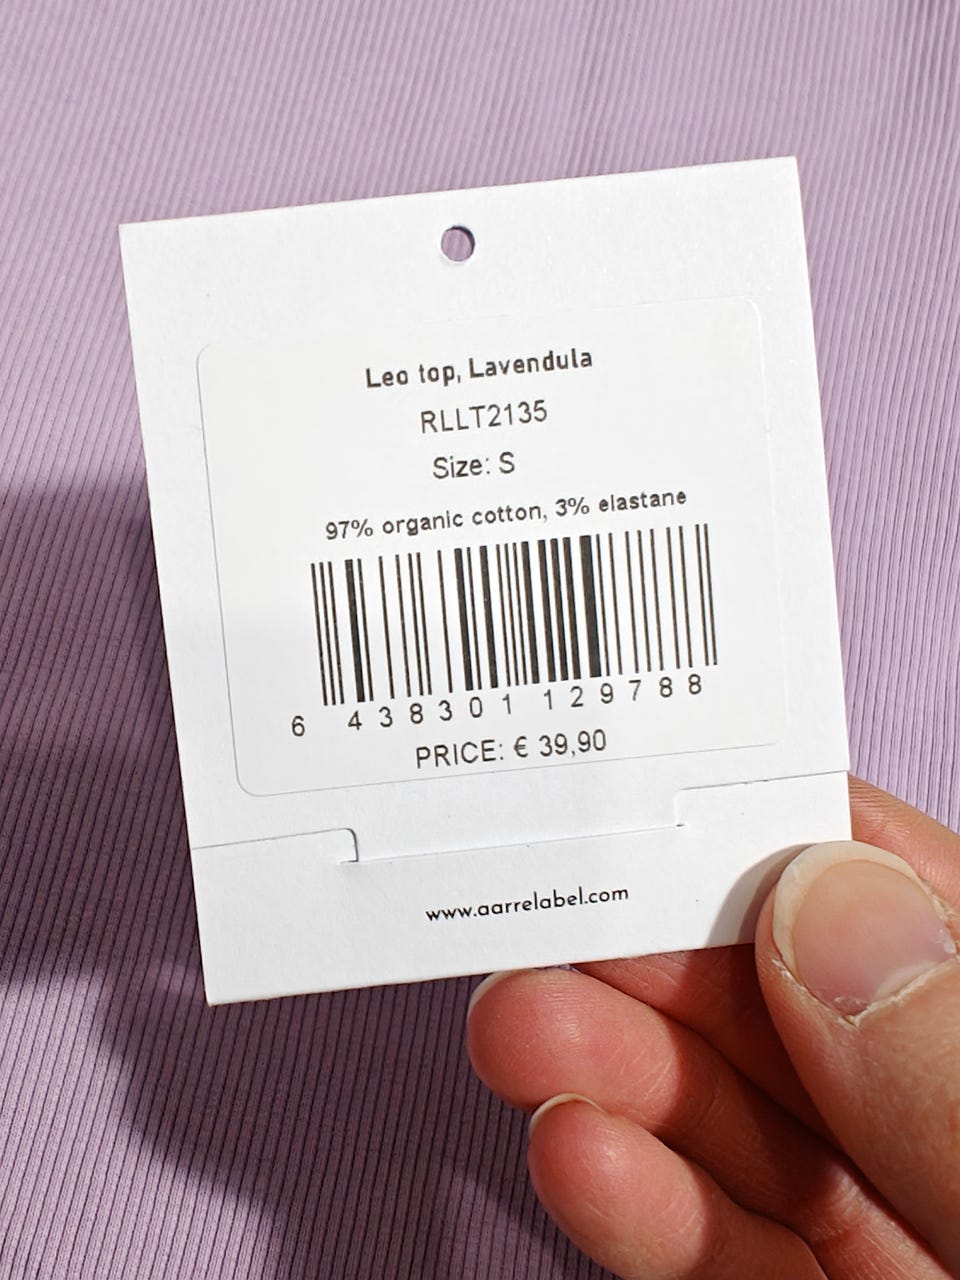 Leo top, Lavendula
RLLT2135
Size: S
97% organic cotton, 3% elastane
6 438301 129788
PRICE: € 39,90
www.aarrelabel.com